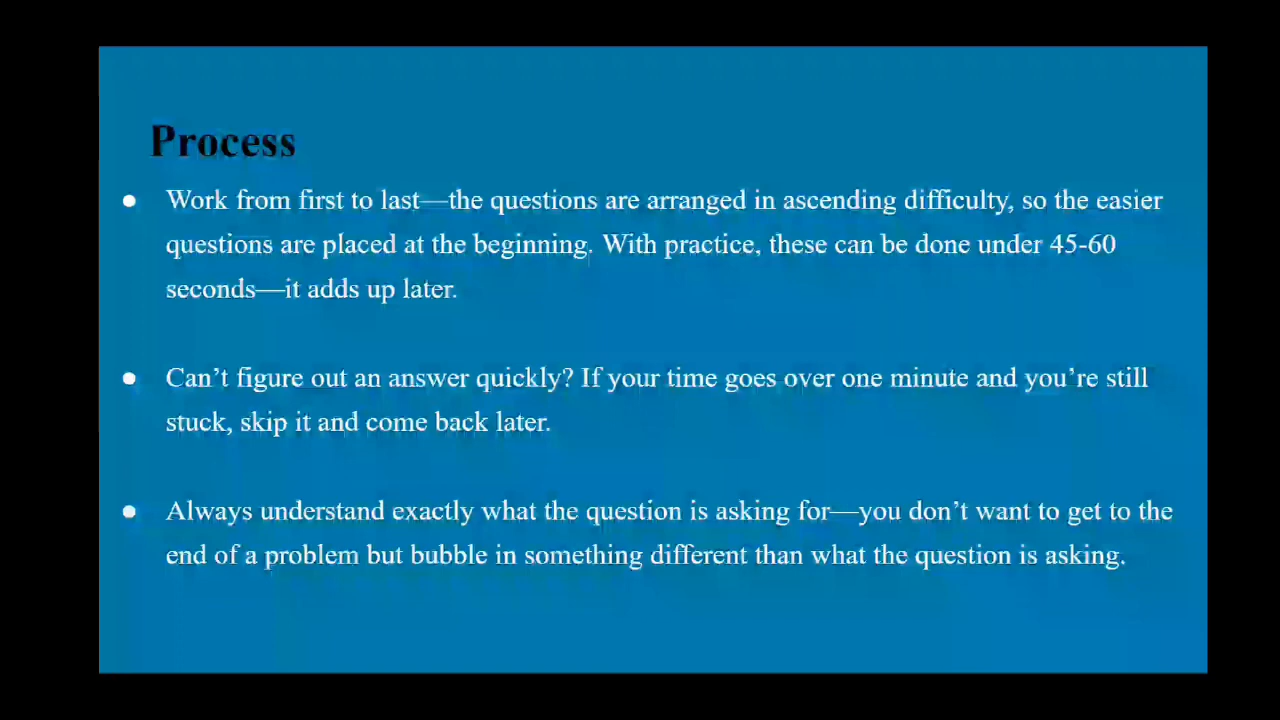 Process
● Work from first to last—the questions are arranged in ascending difficulty, so the easier
questions are placed at the beginning. With practice, these can be done under 45-60
seconds—it adds up later.
● Can’t figure out an answer quickly? If your time goes over one minute and you’re still
stuck, skip it and come back later.
● Always understand exactly what the question is asking for—you don’t want to get to the
end of a problem but bubble in something different than what the question is asking.